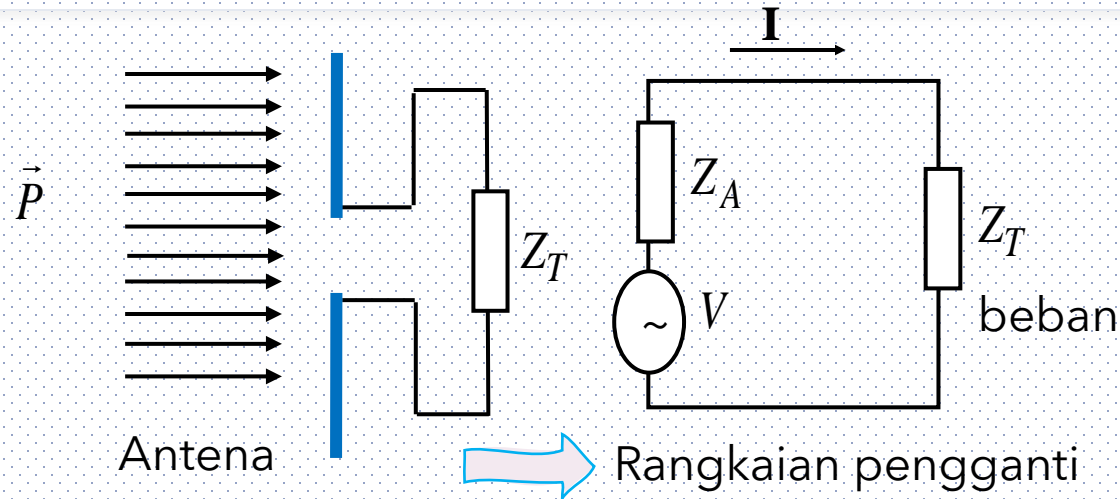 I
P⃗
Z_T
Z_A
~
V
Z_T
beban
Antena
Rangkaian pengganti